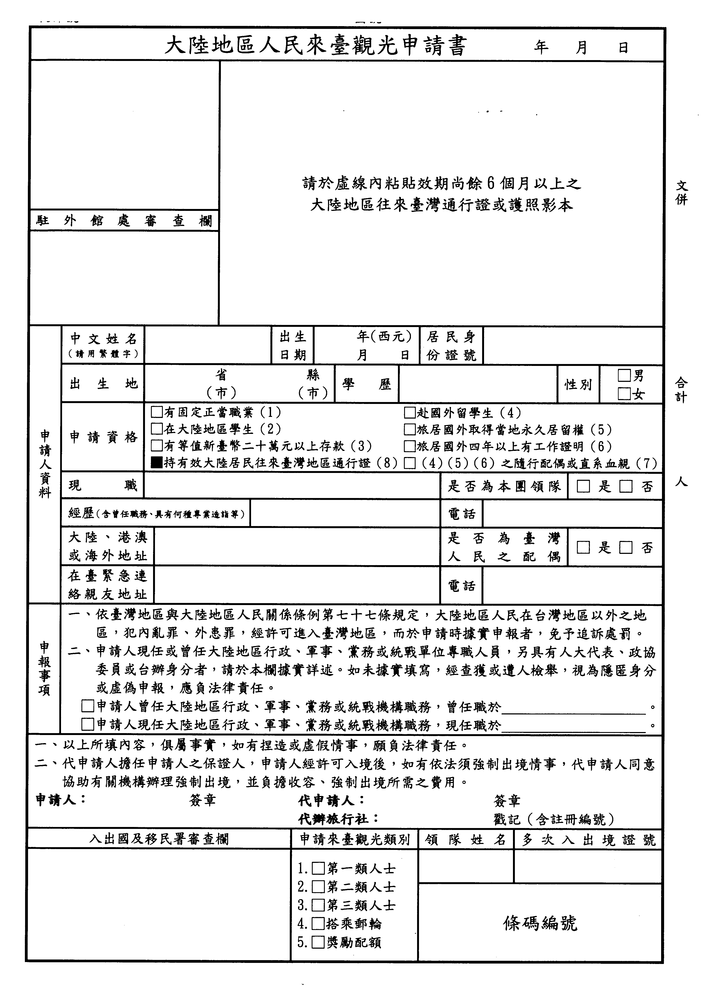 大陸地區人民來臺觀光申請書 年 月 日
請於虛線內粘貼效期尚餘6個月以上之
大陸地區往來臺灣通行證或護照影本
文併
駐外館處審查欄
申請人資料
中文姓名
(請用繁體字)
出生
日期
年(西元)
月 日
居民身
份證號
出生地
省 縣
(市) (市)
學歷
性別
□男
□女
合計
申請資格
□有固定正當職業(1) □赴國外留學生(4)
□在大陸地區學生(2) □旅居國外取得當地永久居留權(5)
□有等值新臺幣二十萬元以上存款(3) □旅居國外四年以上有工作證明(6)
■持有效大陸居民往來臺灣地區通行證(8) □(4)(5)(6)之隨行配偶或直系血親(7)
現職
是否為本團領隊 □是□否
人
經歷(含曾任職務、具有何種專業造詣等)
電話
大陸、港澳
或海外地址
是否為臺灣
人民之配偶
□是□否
在臺緊急連
絡親友地址
電話
申報事項
一、依臺灣地區與大陸地區人民關係條例第七十七條規定，大陸地區人民在台灣地區以外之地
區，犯內亂罪、外患罪，經許可進入臺灣地區，而於申請時據實申報者，免予追訴處罰。
二、申請人現任或曾任大陸地區行政、軍事、黨務或統戰單位專職人員，另具有人大代表、政協
委員或台辦身分者，請於本欄據實詳述。如未據實填寫，經查獲或遭人檢舉，視為隱匿身分
或虛偽申報，應負法律責任。
□申請人曾任大陸地區行政、軍事、黨務或統戰機構職務，曾任職於＿＿＿＿＿＿＿＿。
□申請人現任大陸地區行政、軍事、黨務或統戰機構職務，現任職於＿＿＿＿＿＿＿＿。
一、以上所填內容，俱屬事實，如有捏造或虛假情事，願負法律責任。
二、代申請人擔任申請人之保證人，申請人經許可入境後，如有依法須強制出境情事，代申請人同意
協助有關機構辦理強制出境，並負擔收容、強制出境所需之費用。
申請人： 簽章 代申請人： 簽章
代辦旅行社： 戳記(含註冊編號)
入出國及移民署審查欄 申請來臺觀光類別 領隊姓名 多次入出境證號
1.□第一類人士
2.□第二類人士
3.□第三類人士
4.□搭乘郵輪
5.□獎勵配額
條碼編號